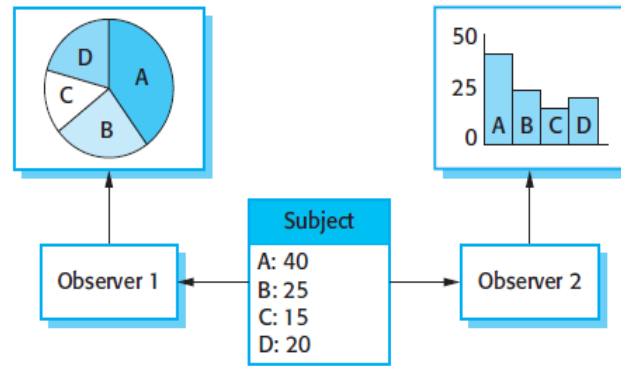 D
A
C
B
50
25
0
A B C D
Subject
A: 40
B: 25
C: 15
D: 20
Observer 1
Observer 2